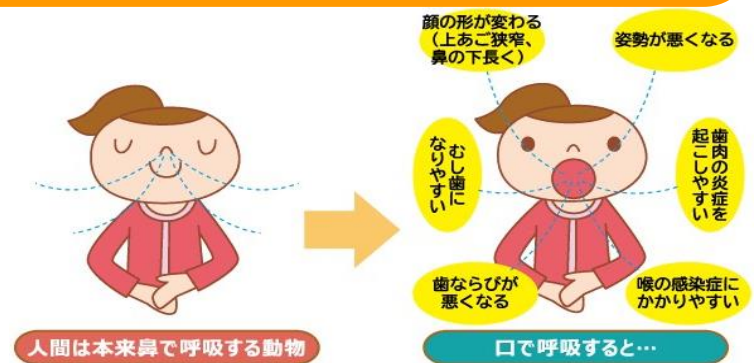 顔の形が変わる
（上あご狭窄、
鼻の下長く）
姿勢が悪くなる
むし歯に
なりやすい
歯肉の炎症を
起こしやすい
歯ならびが
悪くなる
喉の感染症に
かかりやすい
人間は本来鼻で呼吸する動物
口で呼吸すると…